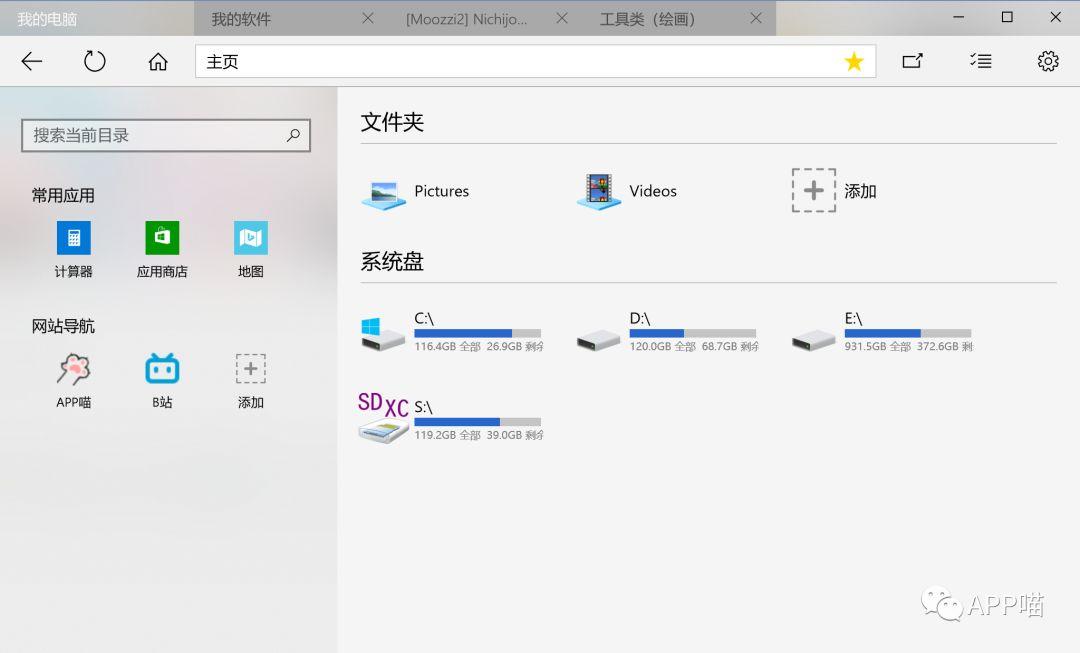 我的电脑
我的软件
[Moozzi2] Nichijo...
工具类（绘画）
主页
搜索当前目录
常用应用
计算器
应用商店
地图
网站导航
APP喵
B站
添加
文件夹
Pictures
Videos
添加
系统盘
C:\
116.4GB 全部 26.9GB 剩余
D:\
120.0GB 全部 68.7GB 剩余
E:\
931.5GB 全部 372.6GB 剩
SDXC
S:\
119.2GB 全部 39.0GB 剩余
APP喵